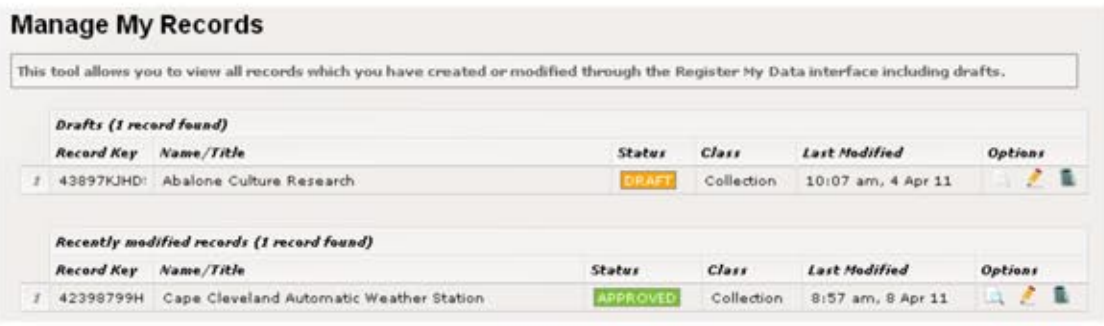 Manage My Records
This tool allows you to view all records which you have created or modified through the Register My Data interface including drafts.
Drafts (1 record found)
Record Key Name/Title Status Class Last Modified Options
1 43897KJHD Abalone Culture Research DRAFT Collection 10:07 am, 4 Apr 11
Recently modified records (1 record found)
Record Key Name/Title Status Class Last Modified Options
1 42398799H Cape Cleveland Automatic Weather Station APPROVED Collection 8:57 am, 8 Apr 11